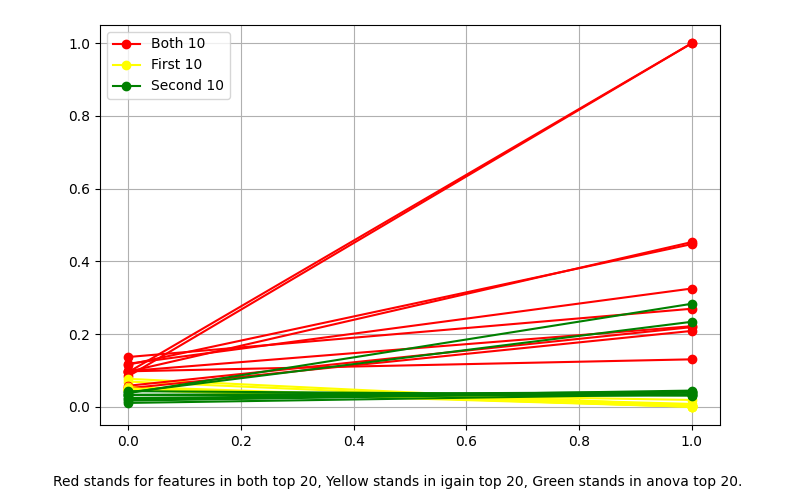 1.0
0.8
0.6
0.4
0.2
0.0
Both 10
First 10
Second 10
0.0 0.2 0.4 0.6 0.8 1.0
Red stands for features in both top 20, Yellow stands in igain top 20, Green stands in anova top 20.